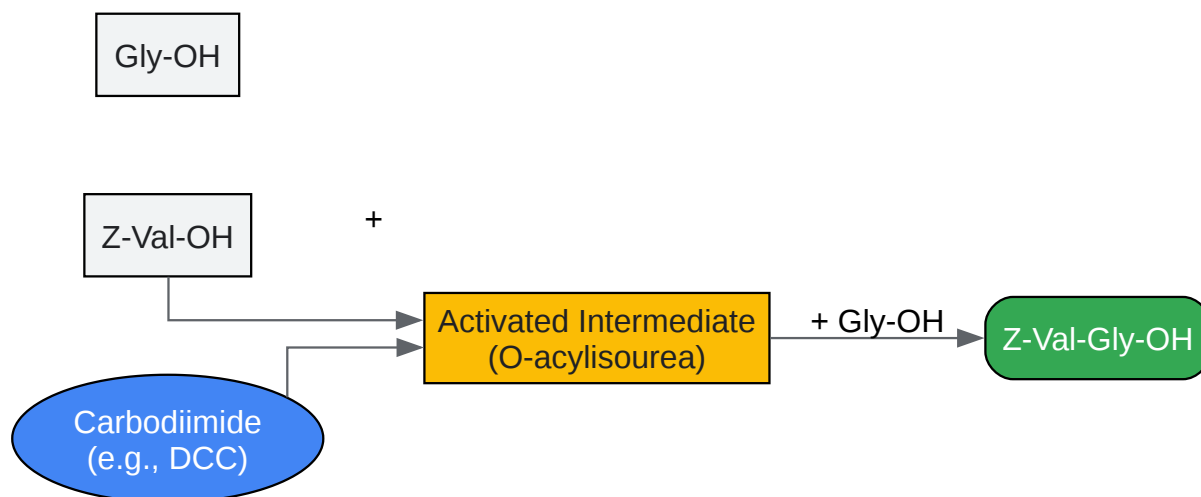 Gly-OH
Z-Val-OH
+
Activated Intermediate
(O-acylisourea)
+ Gly-OH
Z-Val-Gly-OH
Carbodiimide
(e.g., DCC)